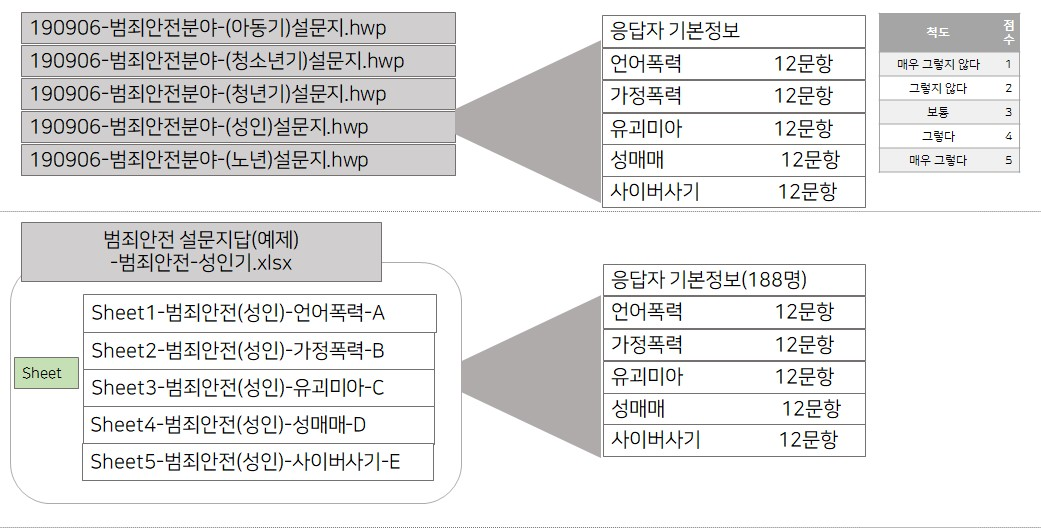 190906-범죄안전분야-(아동기)설문지.hwp
190906-범죄안전분야-(청소년기)설문지.hwp
190906-범죄안전분야-(청년기)설문지.hwp
190906-범죄안전분야-(성인)설문지.hwp
190906-범죄안전분야-(노년)설문지.hwp
응답자 기본정보
언어폭력 12문항
가정폭력 12문항
유괴미아 12문항
성매매 12문항
사이버사기 12문항
척도 점수
매우 그렇지 않다 1
그렇지 않다 2
보통 3
그렇다 4
매우 그렇다 5
범죄안전 설문지답(예제)
-범죄안전-성인기.xlsx
Sheet
Sheet1-범죄안전(성인)-언어폭력-A
Sheet2-범죄안전(성인)-가정폭력-B
Sheet3-범죄안전(성인)-유괴미아-C
Sheet4-범죄안전(성인)-성매매-D
Sheet5-범죄안전(성인)-사이버사기-E
응답자 기본정보(188명)
언어폭력 12문항
가정폭력 12문항
유괴미아 12문항
성매매 12문항
사이버사기 12문항